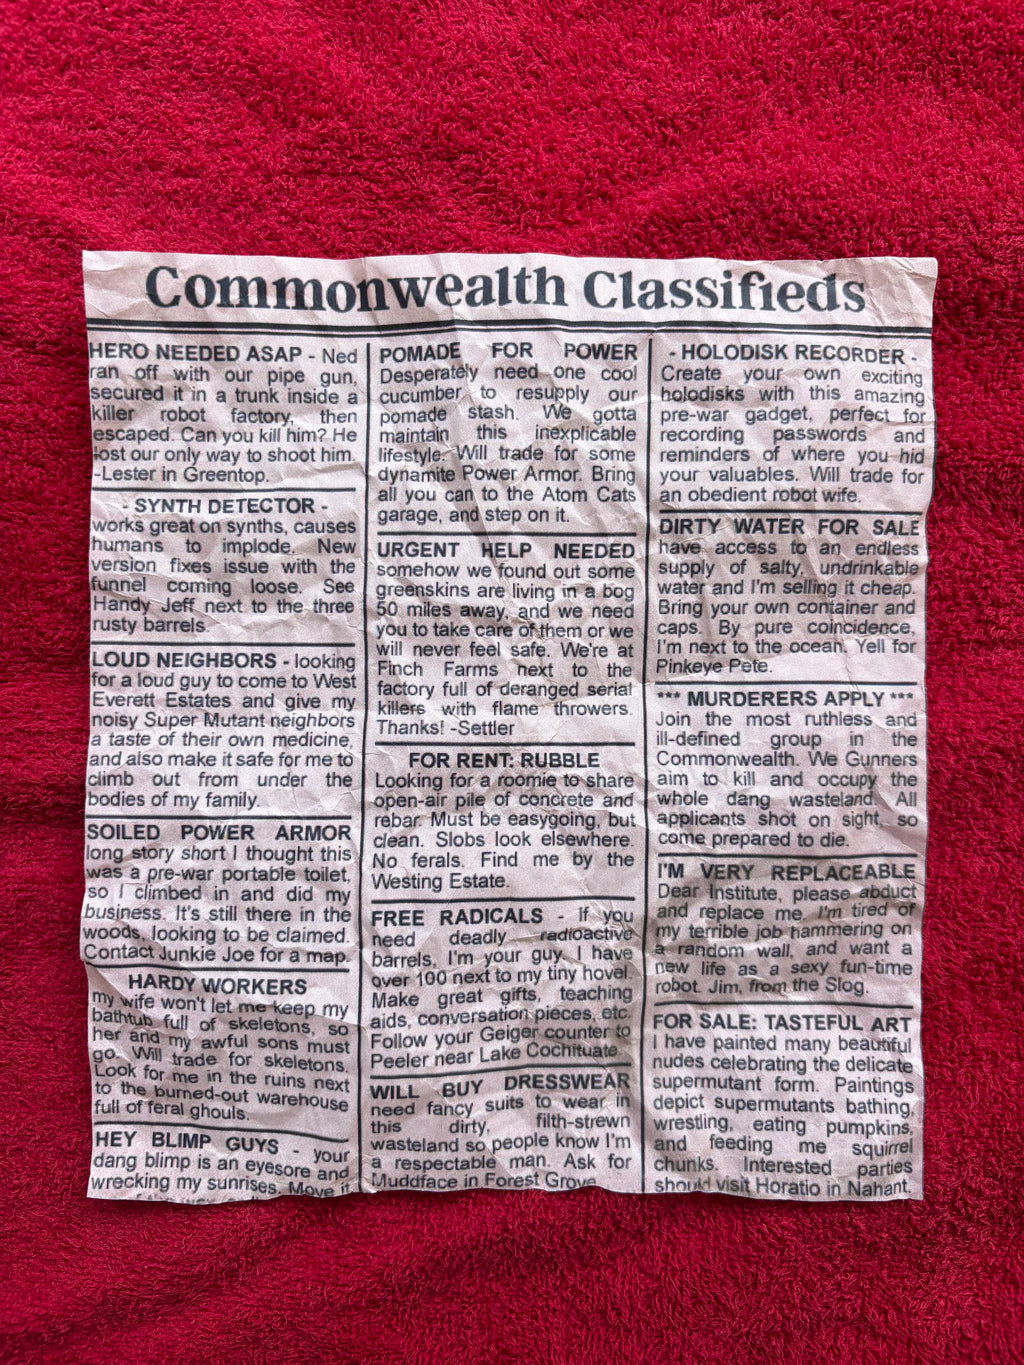 Commonwealth Classifieds
HERO NEEDED ASAP - Ned
ran off with our pipe gun,
secured it in a trunk inside a
killer robot factory, then
escaped. Can you kill him? He
lost our only way to shoot him.
-Lester in Greentop.
- SYNTH DETECTOR -
works great on synths, causes
humans to implode. New
version fixes issue with the
funnel coming loose. See
Handy Jeff next to the three
rusty barrels.
LOUD NEIGHBORS - looking
for a loud guy to come to West
Everett Estates and give my
noisy Super Mutant neighbors
a taste of their own medicine,
and also make it safe for me to
climb out from under the
bodies of my family.
SOILED POWER ARMOR
long story short I thought this
was a pre-war portable toilet,
so I climbed in and did my
business. It's still there in the
woods, looking to be claimed.
Contact Junkie Joe for a map.
HARDY WORKERS
my wife won't let me keep my
bathtub full of skeletons, so
her and my awful sons must
go. Will trade for skeletons.
Look for me in the ruins next
to the burned-out warehouse
full of feral ghouls.
HEY BLIMP GUYS - your
dang blimp is an eyesore and
wrecking my sunrises. Move it
POMADE FOR POWER
Desperately need one cool
cucumber to resupply our
pomade stash. We gotta
maintain this inexplicable
lifestyle. Will trade for some
dynamite Power Armor. Bring
all you can to the Atom Cats
garage, and step on it.
URGENT HELP NEEDED
somehow we found out some
greenskins are living in a bog
50 miles away, and we need
you to take care of them or we
will never feel safe. We're at
Finch Farms next to the
factory full of deranged serial
killers with flame throwers.
Thanks! -Settler
FOR RENT: RUBBLE
Looking for a roomie to share
open-air pile of concrete and
rebar. Must be easygoing, but
clean. Slobs look elsewhere.
No ferals. Find me by the
Westing Estate.
FREE RADICALS - If you
need deadly radioactive
barrels, I'm your guy. I have
over 100 next to my tiny hovel.
Make great gifts, teaching
aids, conversation pieces, etc.
Follow your Geiger counter to
Peeler near Lake Cochituate
WILL BUY DRESSWEAR
need fancy suits to wear in
this dirty, filth-strewn
wasteland so people know I'm
a respectable man. Ask for
Muddface in Forest Grove
- HOLODISK RECORDER -
Create your own exciting
holodisks with this amazing
pre-war gadget, perfect for
recording passwords and
reminders of where you hid
your valuables. Will trade for
an obedient robot wife.
DIRTY WATER FOR SALE
have access to an endless
supply of salty, undrinkable
water and I'm selling it cheap.
Bring your own container and
caps. By pure coincidence,
I'm next to the ocean. Yell for
Pinkeye Pete.
*** MURDERERS APPLY ***
Join the most ruthless and
ill-defined group in the
Commonwealth. We Gunners
aim to kill and occupy the
whole dang wasteland. All
applicants shot on sight, so
come prepared to die.
I'M VERY REPLACEABLE
Dear Institute, please abduct
and replace me, I'm tired of
my terrible job hammering on
a random wall, and want a
new life as a sexy fun-time
robot. Jim, from the Slog.
FOR SALE: TASTEFUL ART
I have painted many beautiful
nudes celebrating the delicate
supermutant form. Paintings
depict supermutants bathing,
wrestling, eating pumpkins,
and feeding me squirrel
chunks. Interested parties
should visit Horatio in Nahant.